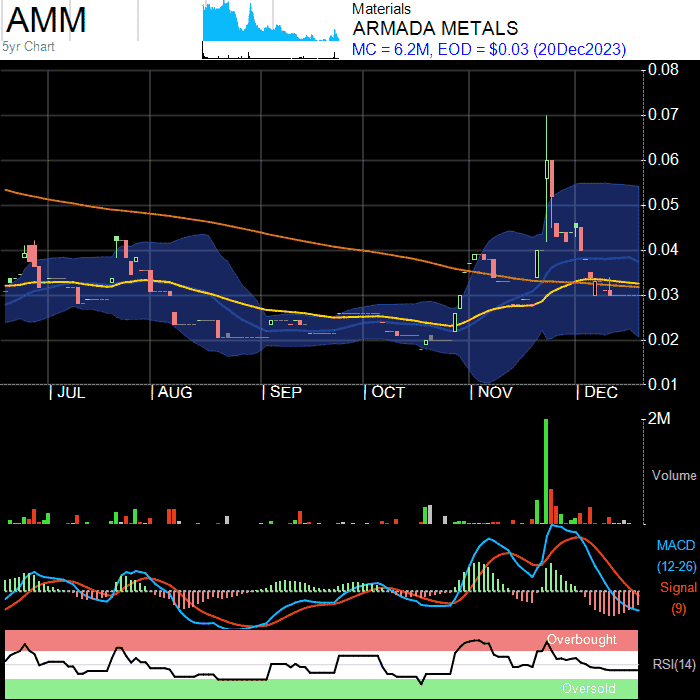 AMM
5yr Chart
Materials
ARMADA METALS
MC = 6.2M, EOD = $0.03 (20Dec2023)
0.08
0.07
0.06
0.05
0.04
0.03
0.02
0.01
JUL AUG SEP OCT NOV DEC
2M
Volume
MACD
(12-26)
Signal
(9)
Overbought
RSI(14)
Oversold